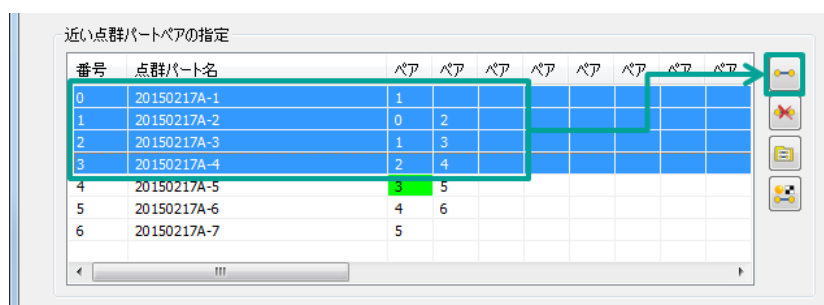 近い点群パートペアの指定
番号 点群パート名 ペア ペア ペア ペア ペア ペア ペア ペア
0 20150217A-1 1
1 20150217A-2 0 2
2 20150217A-3 1 3
3 20150217A-4 2 4
4 20150217A-5 3 5
5 20150217A-6 4 6
6 20150217A-7 5